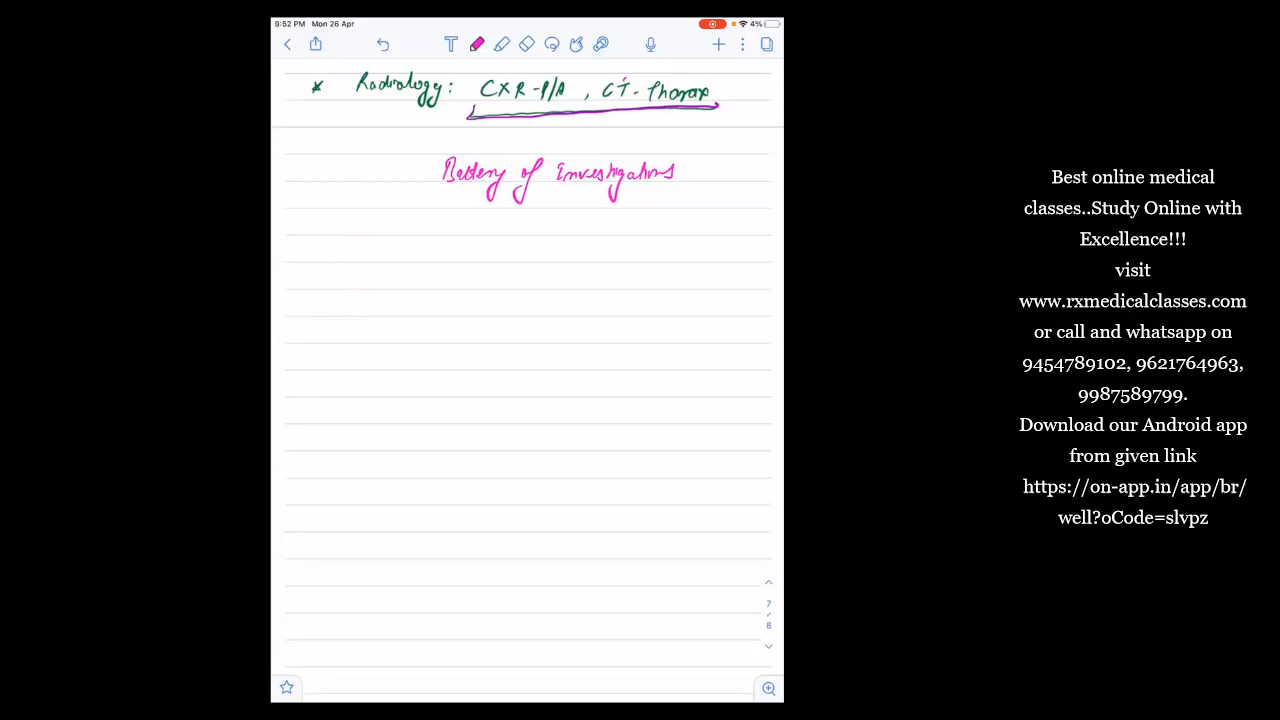 9:52 PM Mon 26 Apr
4%
T
* Radiology: CXR-P/A, CT-Thorax
Battery of Investigations
7
8
Best online medical
classes..Study Online with
Excellence!!!
visit
www.rxmedicalclasses.com
or call and whatsapp on
9454789102, 9621764963,
9987589799.
Download our Android app
from given link
https://on-app.in/app/br/
well?oCode=slvpz